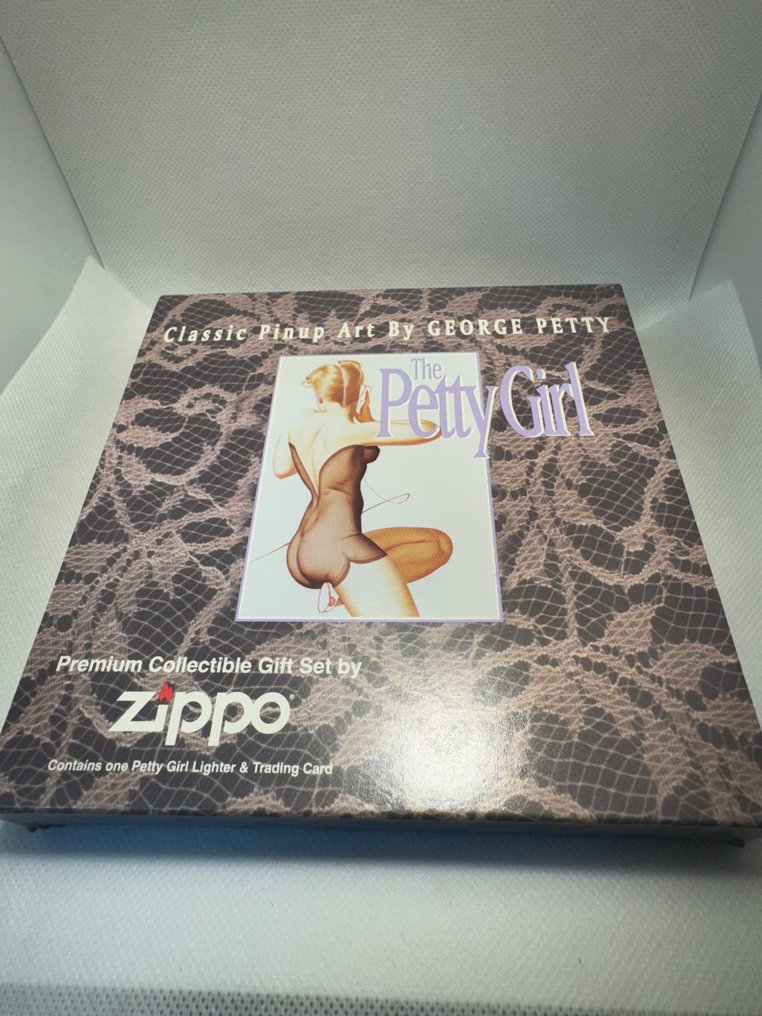 Classic Pinup Art By GEORGE PETTY
The
Petty Girl
Premium Collectible Gift Set by
zippo®
Contains one Petty Girl Lighter & Trading Card